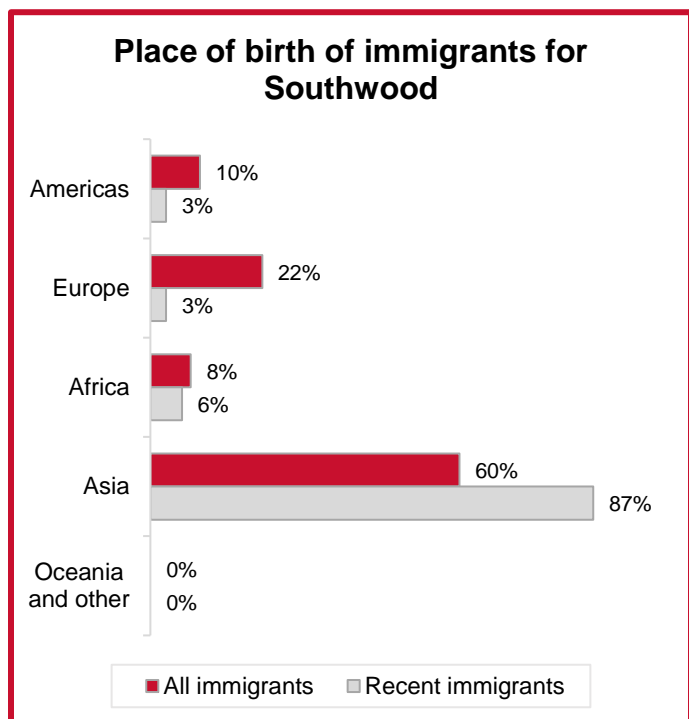 Place of birth of immigrants for
Southwood
Americas
10%
3%
Europe
22%
3%
Africa
8%
6%
Asia
60%
87%
Oceania
and other
0%
0%
All immigrants
Recent immigrants